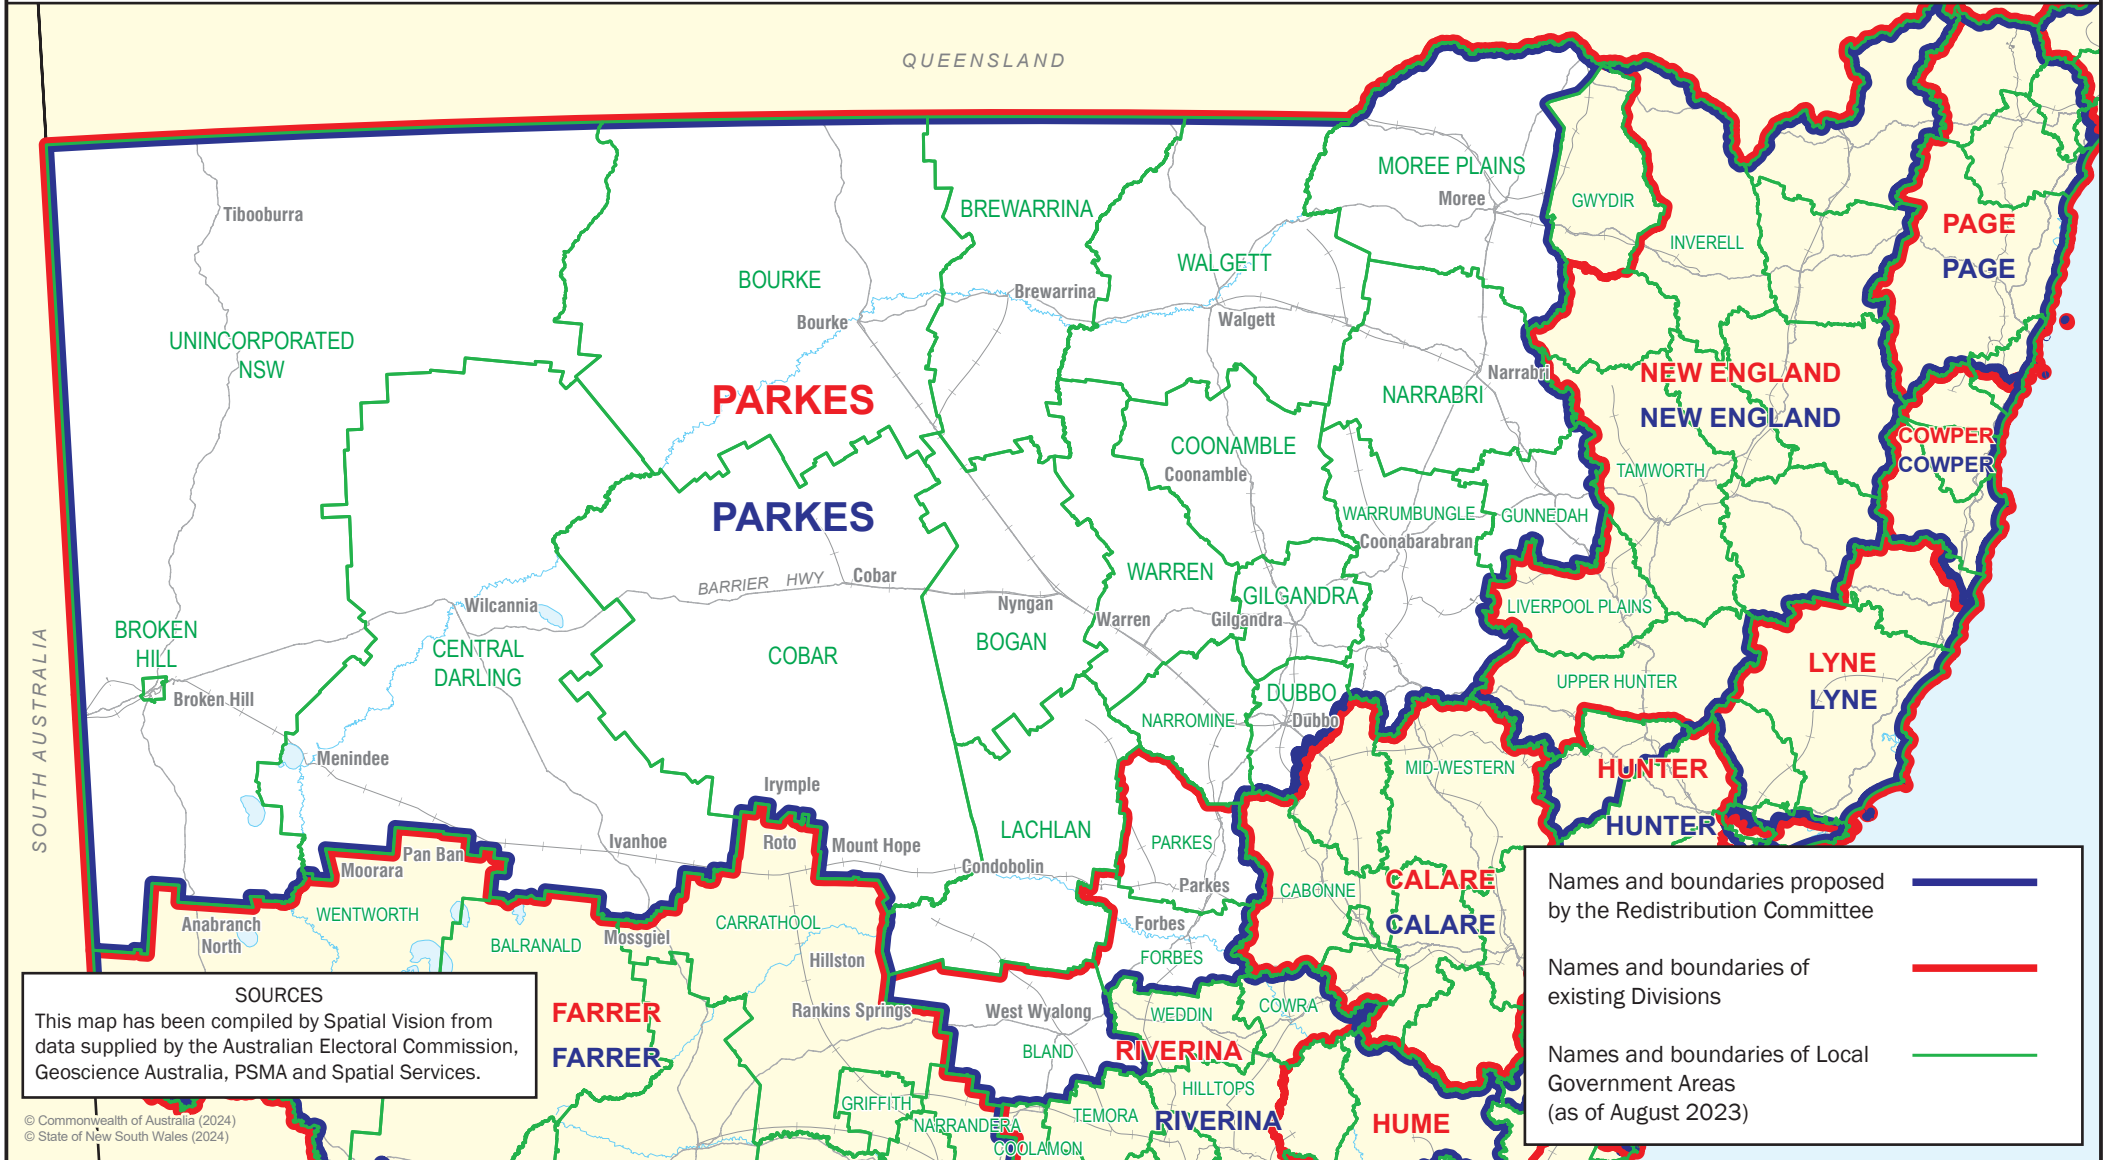 QUEENSLAND
MOREE PLAINS
Moree
GWYDIR
Tibooburra
BREWARRINA
PAGE
INVERELL
BOURKE
WALGETT
PAGE
Brewarrina
Bourke
Walgett
UNINCORPORATED
NSW
Narrabri
NEW ENGLAND
PARKES
NARRABRI
NEW ENGLAND
COWPER
COONAMBLE
COWPER
Coonamble
TAMWORTH
PARKES
WARRUMBUNGLE
GUNNEDAH
Coonabarabran
BARRIER HWY
Cobar
WARREN
GILGANDRA
Wilcannia
Nyngan
LIVERPOOL PLAINS
Warren
Gilgandra
BROKEN
HILL
CENTRAL
DARLING
COBAR
BOGAN
LYNE
SOUTH AUSTRALIA
UPPER HUNTER
Broken Hill
DUBBO
LYNE
NARROMINE
Dubbo
Menindee
MID-WESTERN
HUNTER
Irymple
HUNTER
LACHLAN
Ivanhoe
Roto
Mount Hope
PARKES
Pan Ban
Moorara
Condobolin
CALARE
Parkes
CABONNE
WENTWORTH
CARRATHOOL
Forbes
CALARE
Anabranch
North
BALRANALD
Mossgiel
Hillston
FORBES
FARRER
Rankins Springs
West Wyalong
WEDDIN
COWRA
FARRER
BLAND
RIVERINA
HILLTOPS
GRIFFITH
NARRANDERA
TEMORA
RIVERINA
HUME
COOLAMON
SOURCES
This map has been compiled by Spatial Vision from
data supplied by the Australian Electoral Commission,
Geoscience Australia, PSMA and Spatial Services.
© Commonwealth of Australia (2024)
© State of New South Wales (2024)
Names and boundaries proposed
by the Redistribution Committee
Names and boundaries of
existing Divisions
Names and boundaries of Local
Government Areas
(as of August 2023)